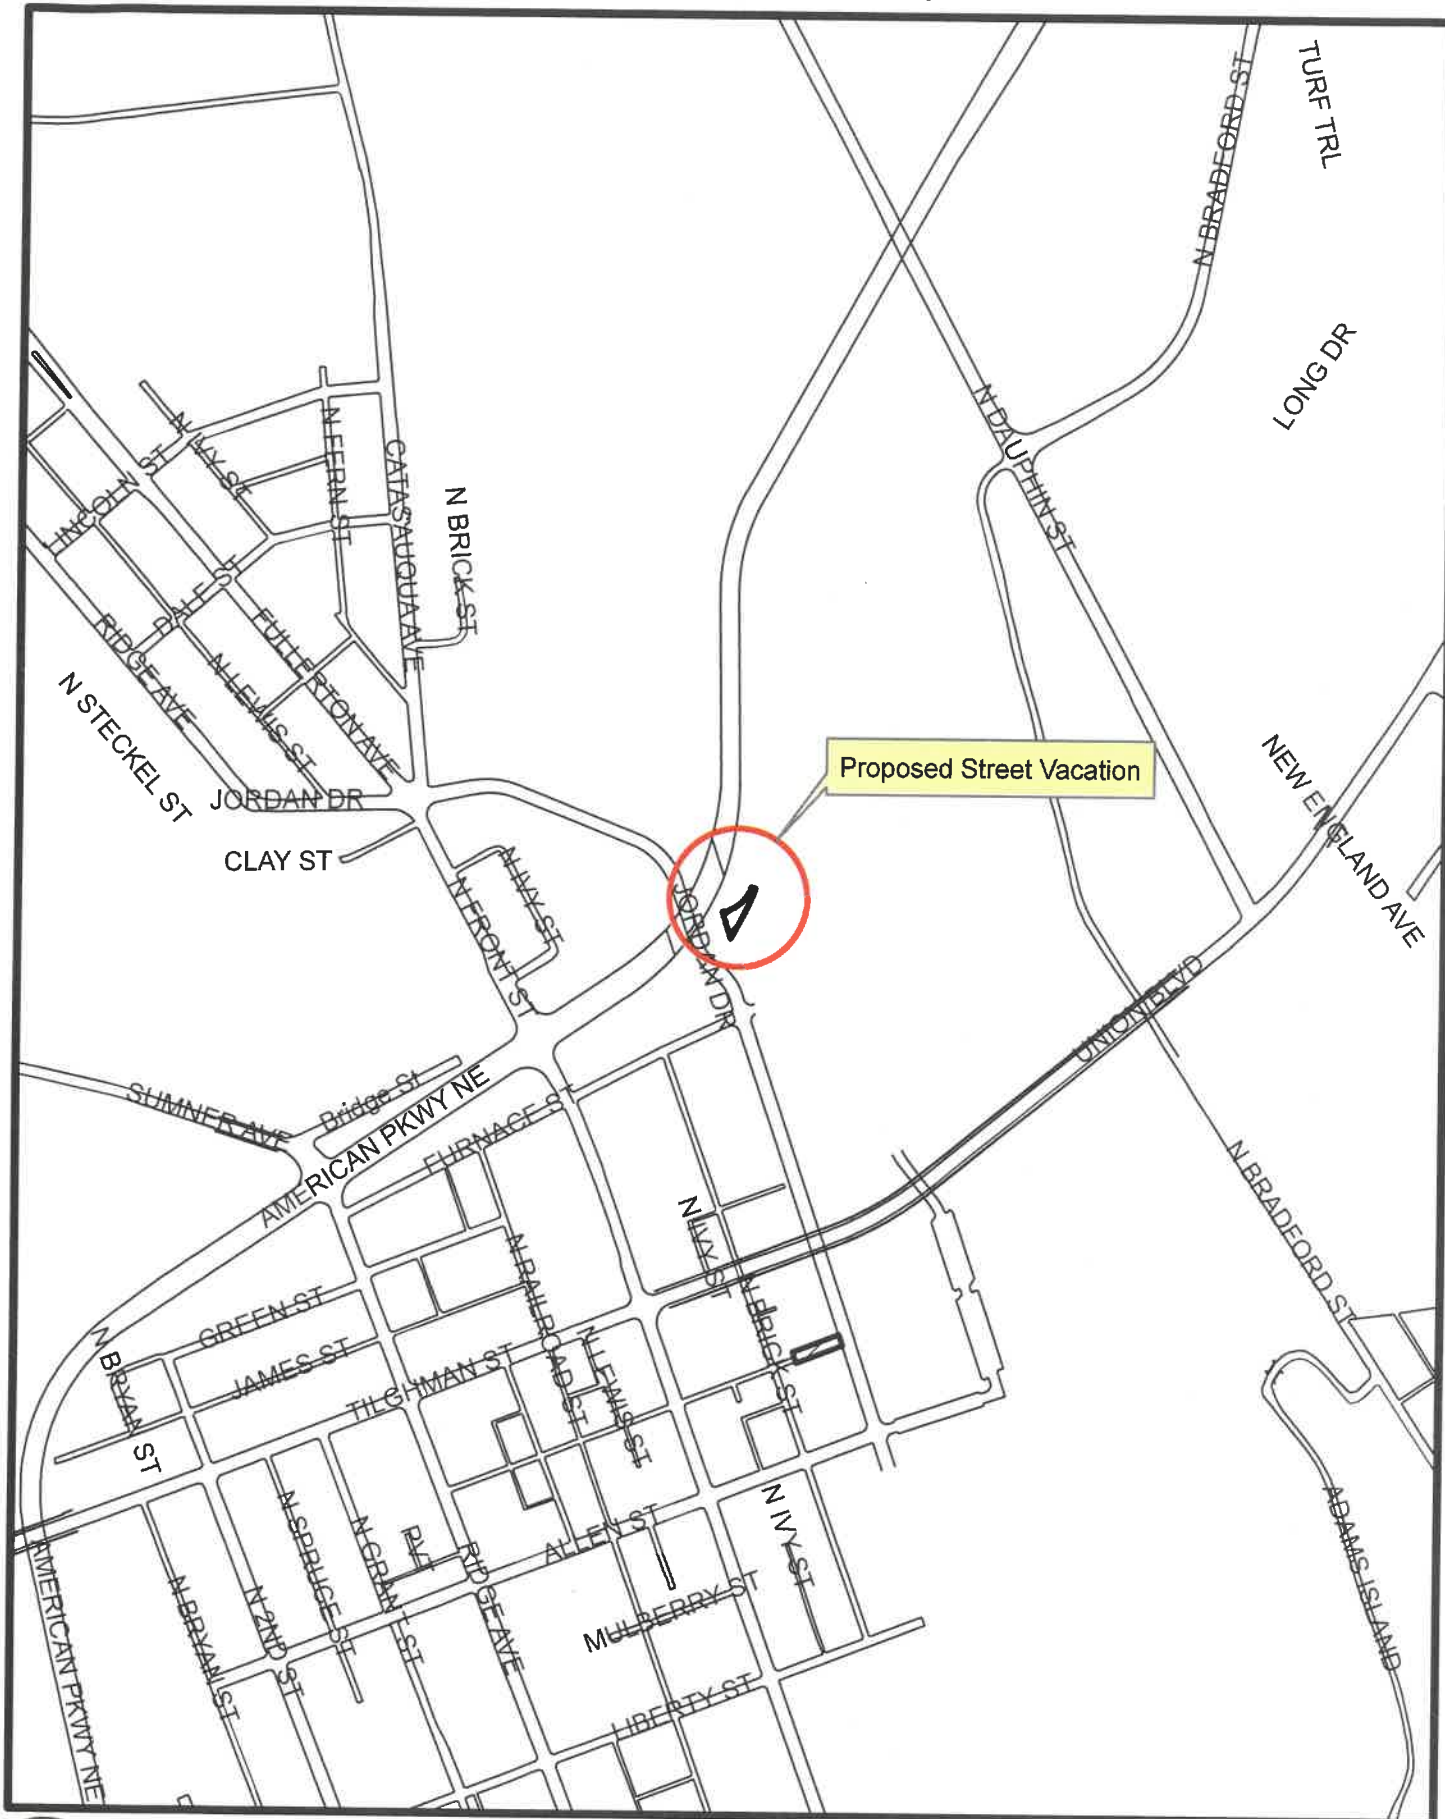 TURF TRL
N BRADFORD ST
LONG DR
N DAUPHIN ST
N IVY ST
N FERN ST
CATASAUQUA AVE
N BRICK ST
LINCOLN ST
DALE ST
RIDGE AVE
FULLERTON AVE
N LEWIS ST
N STECKEL ST
JORDAN DR
CLAY ST
Proposed Street Vacation
NEW ENGLAND AVE
N IVY ST
N FRONT ST
JORDAN DR
UNION BLVD
SUMNER AVE
Bridge St
AMERICAN PKWY NE
FURNACE ST
N BRADFORD ST
N IVY ST
N RAILROAD ST
N BRICK ST
GREEN ST
JAMES ST
N BRYAN ST
TILGHMAN ST
N LEWIS ST
N SPRUCE ST
N GRANT ST
PVT
RIDGE AVE
ALLEN ST
N IVY ST
MULBERRY ST
ADAMS ISLAND
AMERICAN PKWY NE
N BRYAN ST
N 2ND ST
LIBERTY ST